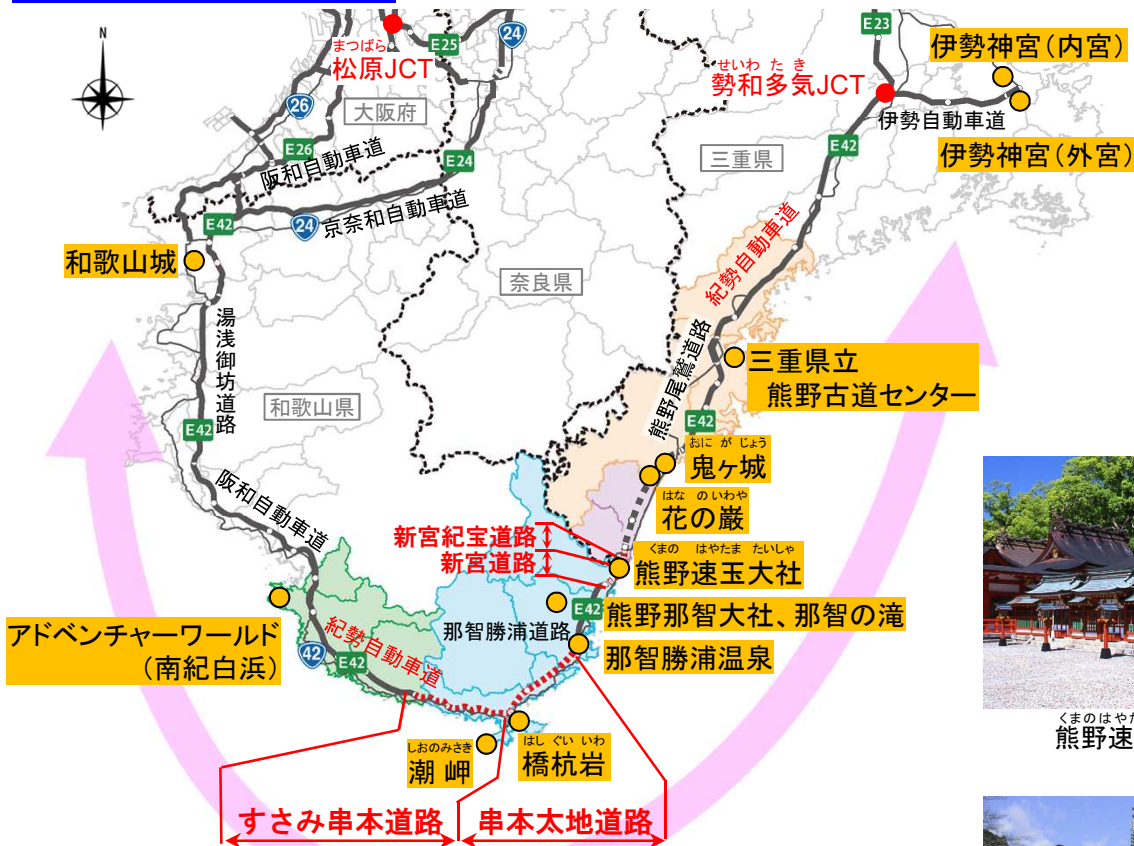 N
まつばら
松原JCT
E25
24
26
大阪府
E26
阪和自動車道
E24
E42
24
京奈和自動車道
和歌山城
湯浅御坊道路
和歌山県
奈良県
E42
阪和自動車道
E23
せいわ たき
勢和多気JCT
伊勢神宮(内宮)
伊勢自動車道
伊勢神宮(外宮)
三重県
E42
紀勢自動車道
熊野尾鷲道路
三重県立
熊野古道センター
E42
おに が じょう
鬼ヶ城
はな のいわや
花の巌
新宮紀宝道路
新宮道路
くまの はやたま たいしゃ
熊野速玉大社
E42
熊野那智大社、那智の滝
那智勝浦道路
那智勝浦温泉
アドベンチャーワールド
(南紀白浜)
42
E42
紀勢自動車道
しおのみさき
潮 岬
はし ぐい いわ
橋杭岩
すさみ串本道路
串本太地道路
くまのはや
熊野速